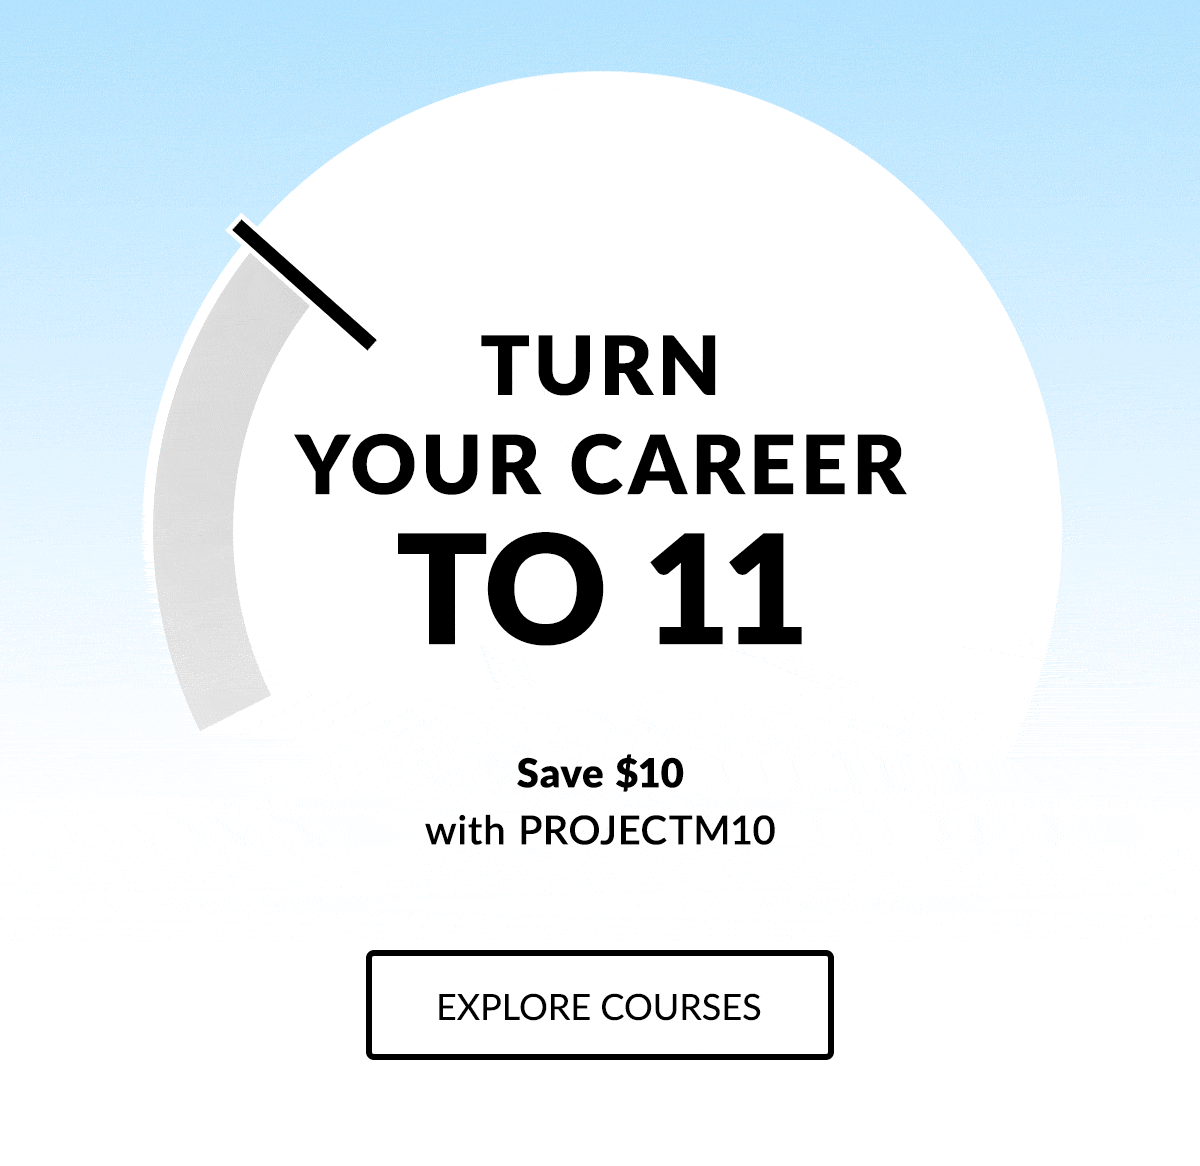 TURN
YOUR CAREER
TO 11
Save $10
with PROJECTM10
EXPLORE COURSES